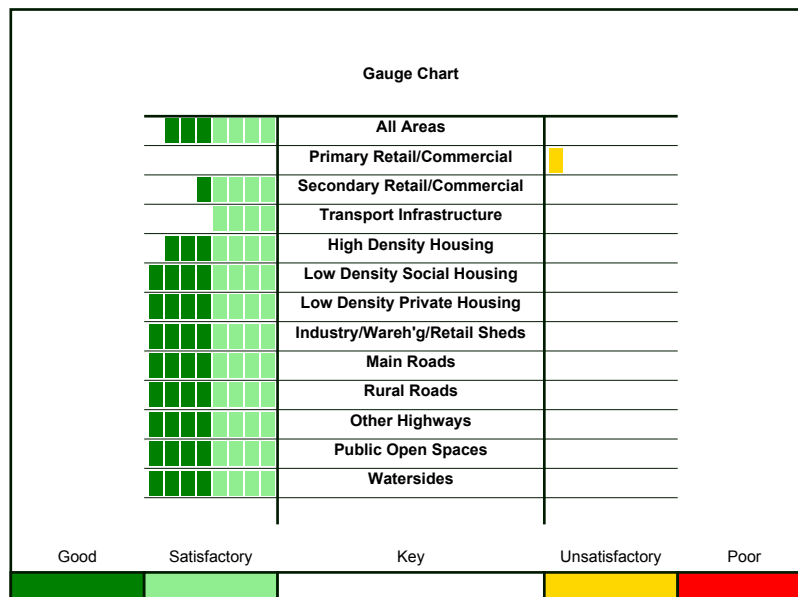 Gauge Chart
All Areas
Primary Retail/Commercial
Secondary Retail/Commercial
Transport Infrastructure
High Density Housing
Low Density Social Housing
Low Density Private Housing
Industry/Wareh'g/Retail Sheds
Main Roads
Rural Roads
Other Highways
Public Open Spaces
Watersides
Good Satisfactory Key Unsatisfactory Poor